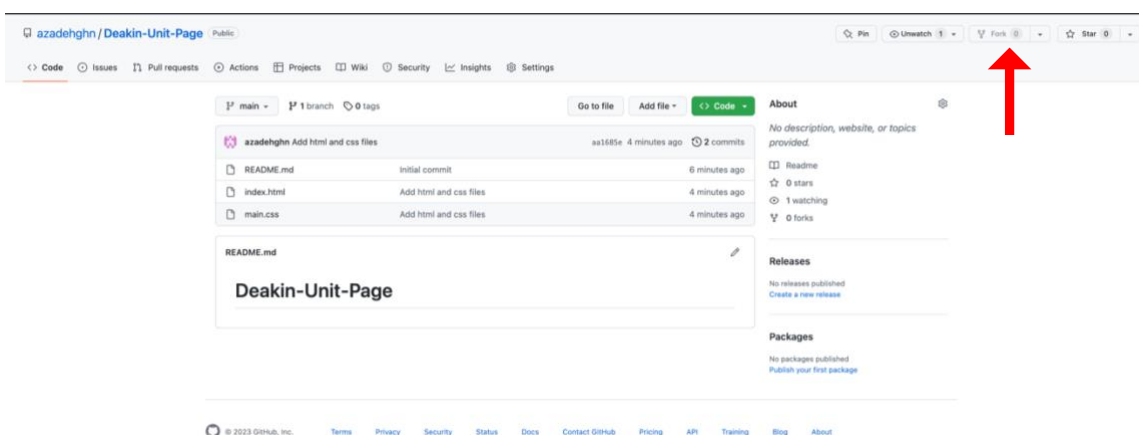 azadehghn / Deakin-Unit-Page Public
Pin Unwatch 1 Fork 0 Star 0
<> Code Issues Pull requests Actions Projects Wiki Security Insights Settings
main 1 branch 0 tags Go to file Add file <> Code
azadehghn Add html and css files aa1685e 4 minutes ago 2 commits
README.md Initial commit 6 minutes ago
index.html Add html and css files 4 minutes ago
main.css Add html and css files 4 minutes ago
README.md
Deakin-Unit-Page
About
No description, website, or topics
provided.
Readme
0 stars
1 watching
0 forks
Releases
No releases published
Create a new release
Packages
No packages published
Publish your first package
© 2023 GitHub, Inc. Terms Privacy Security Status Docs Contact GitHub Pricing API Training Blog About